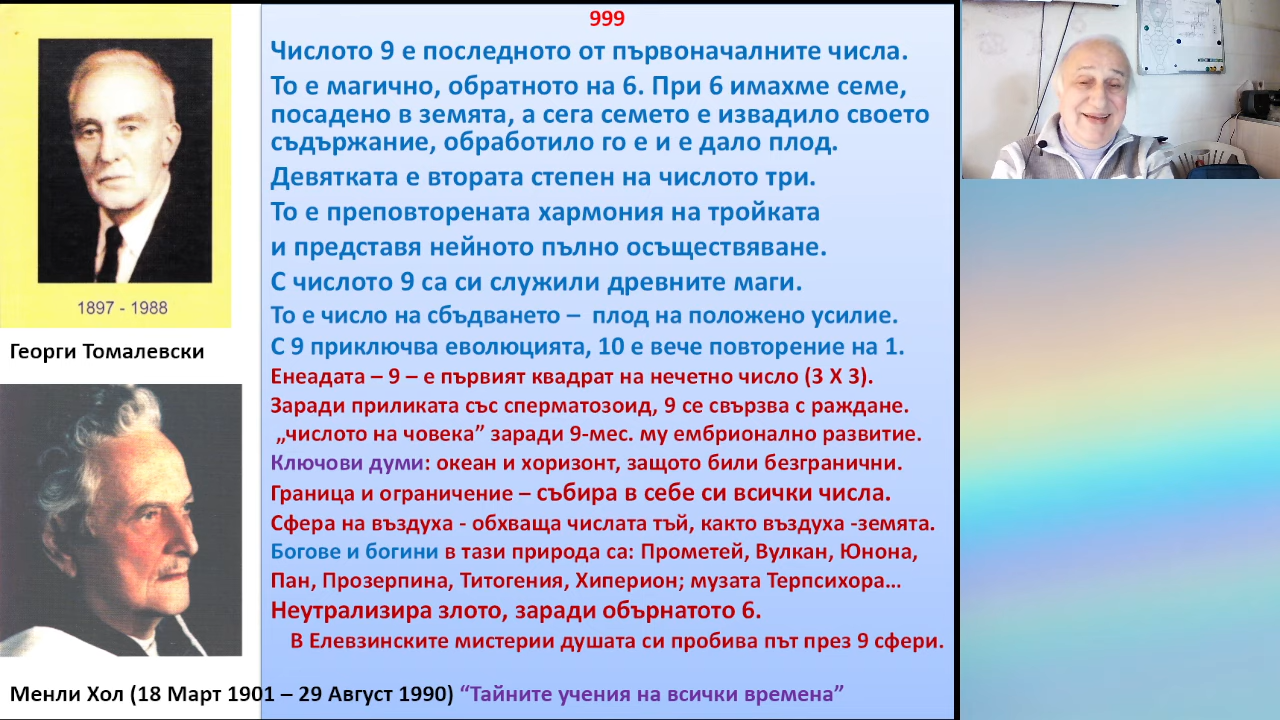 999
Числото 9 е последното от първоначалните числа.
То е магично, обратното на 6. При 6 имахме семе,
посадено в земята, а сега семето е извадило своето
съдържание, обработило го е и е дало плод.
Девятката е втората степен на числото три.
То е преповторената хармония на тройката
и представя нейното пълно осъществяване.
С числото 9 са си служили древните маги.
То е число на сбъдването – плод на положено усилие.
С 9 приключва еволюцията, 10 е вече повторение на 1.
Енеадата – 9 – е първият квадрат на нечетно число (3 Х 3).
Заради приликата със сперматозоид, 9 се свързва с раждане.
„числото на човека” заради 9-мес. му ембрионално развитие.
Ключови думи: океан и хоризонт, защото били безгранични.
Граница и ограничение – събира в себе си всички числа.
Сфера на въздуха - обхваща числата тъй, както въздуха -земята.
Богове и богини в тази природа са: Прометей, Вулкан, Юнона,
Пан, Прозерпина, Титогения, Хиперион; музата Терпсихора...
Неутрализира злото, заради обърнатото 6.
В Елевзинските мистерии душата си пробива път през 9 сфери.
1897 - 1988
Георги Томалевски
Менли Хол (18 Март 1901 – 29 Август 1990) “Тайните учения на всички времена”